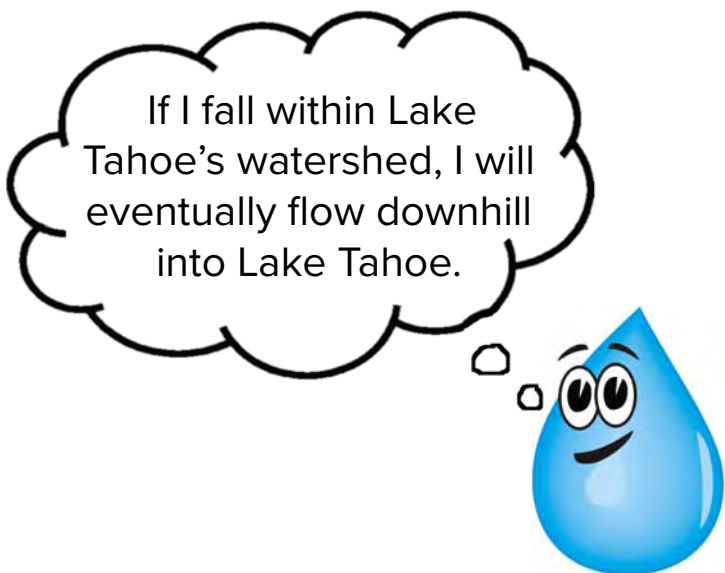 If I fall within Lake
Tahoe’s watershed, I will
eventually flow downhill
into Lake Tahoe.